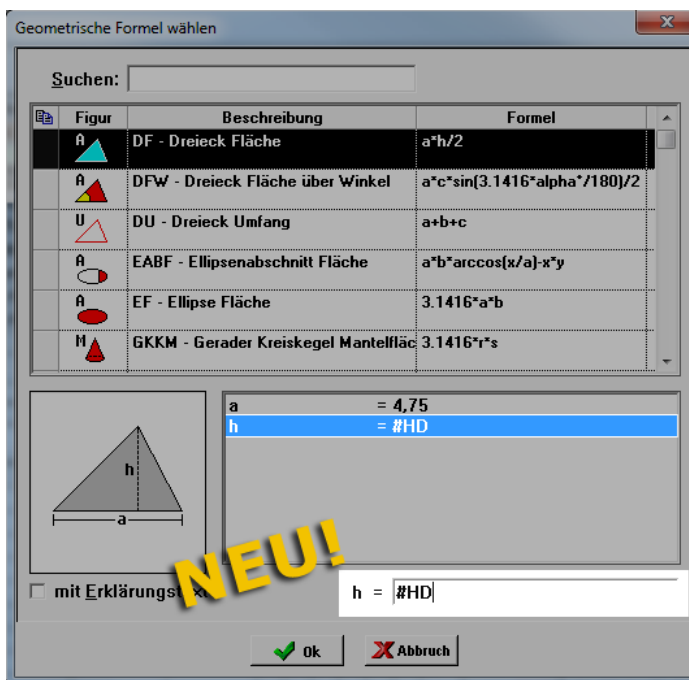 Geometrische Formel wählen
Suchen:
Figur Beschreibung Formel
A DF - Dreieck Fläche a*h/2
A DFW - Dreieck Fläche über Winkel a*c*sin(3.1416*alpha*/180)/2
U DU - Dreieck Umfang a+b+c
A EABF - Ellipsenabschnitt Fläche a*b*arccos(x/a)-x*y
A EF - Ellipse Fläche 3.1416*a*b
M GKKM - Gerader Kreiskegel Mantelfläc 3.1416*r*s
a = 4,75
h = #HD
h
a
NEU!
mit
h = #HD
Ok Abbruch